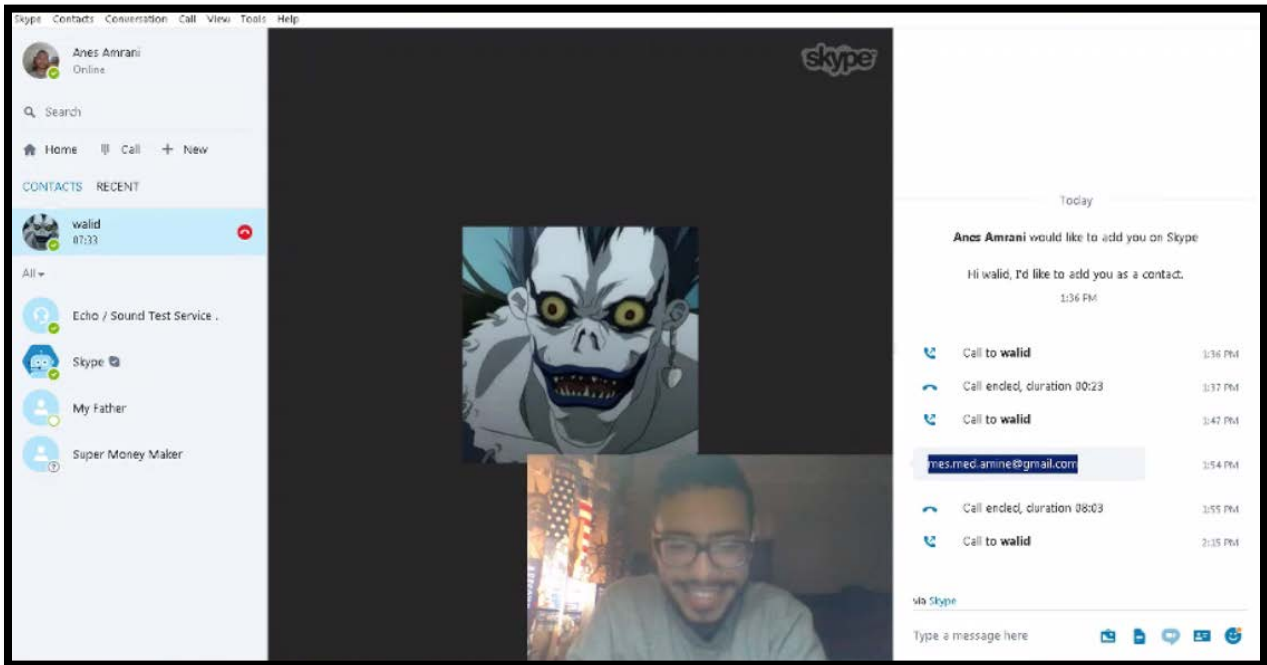 Skype Contacts Conversation Call View Tools Help
Anes Amrani
Online
Search
Home Call + New
CONTACTS RECENT
walid
07:33
All
Echo / Sound Test Service .
Skype
My Father
Super Money Maker
skype
Today
Anes Amrani would like to add you on Skype
Hi walid, I'd like to add you as a contact.
1:36 PM
Call to walid 1:36 PM
Call ended, duration 00:23 1:37 PM
Call to walid 1:47 PM
mes.med.amine@gmail.com 1:54 PM
Call ended, duration 08:03 1:55 PM
Call to walid 2:15 PM
via Skype
Type a message here